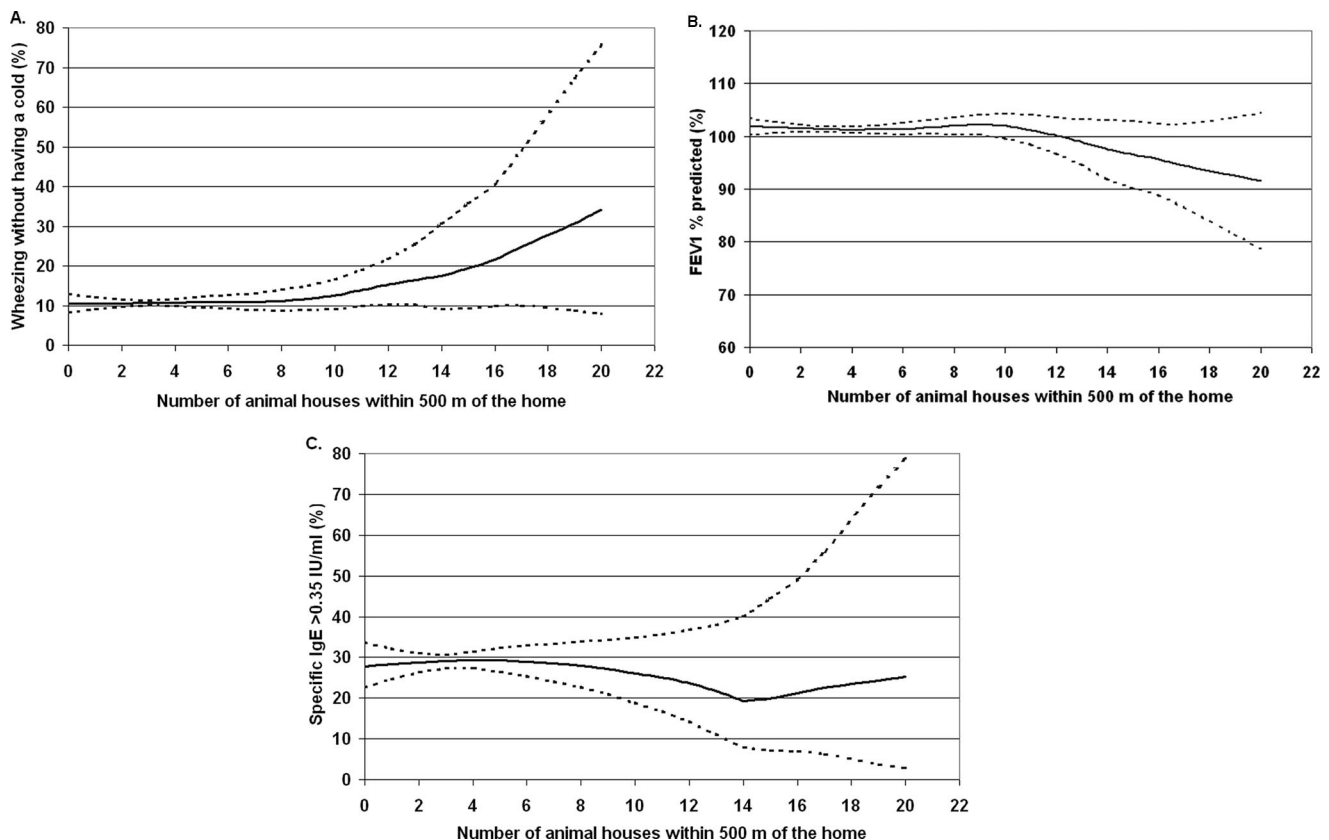 A.
Wheezing without having a cold (%)
80
70
60
50
40
30
20
10
0
0 2 4 6 8 10 12 14 16 18 20 22
Number of animal houses within 500 m of the home
B.
FEV1 % predicted (%)
120
110
100
90
80
70
60
0 2 4 6 8 10 12 14 16 18 20 22
Number of animal houses within 500 m of the home
C.
Specific IgE >0.35 IU/ml (%)
80
70
60
50
40
30
20
10
0
0 2 4 6 8 10 12 14 16 18 20 22
Number of animal houses within 500 m of the home